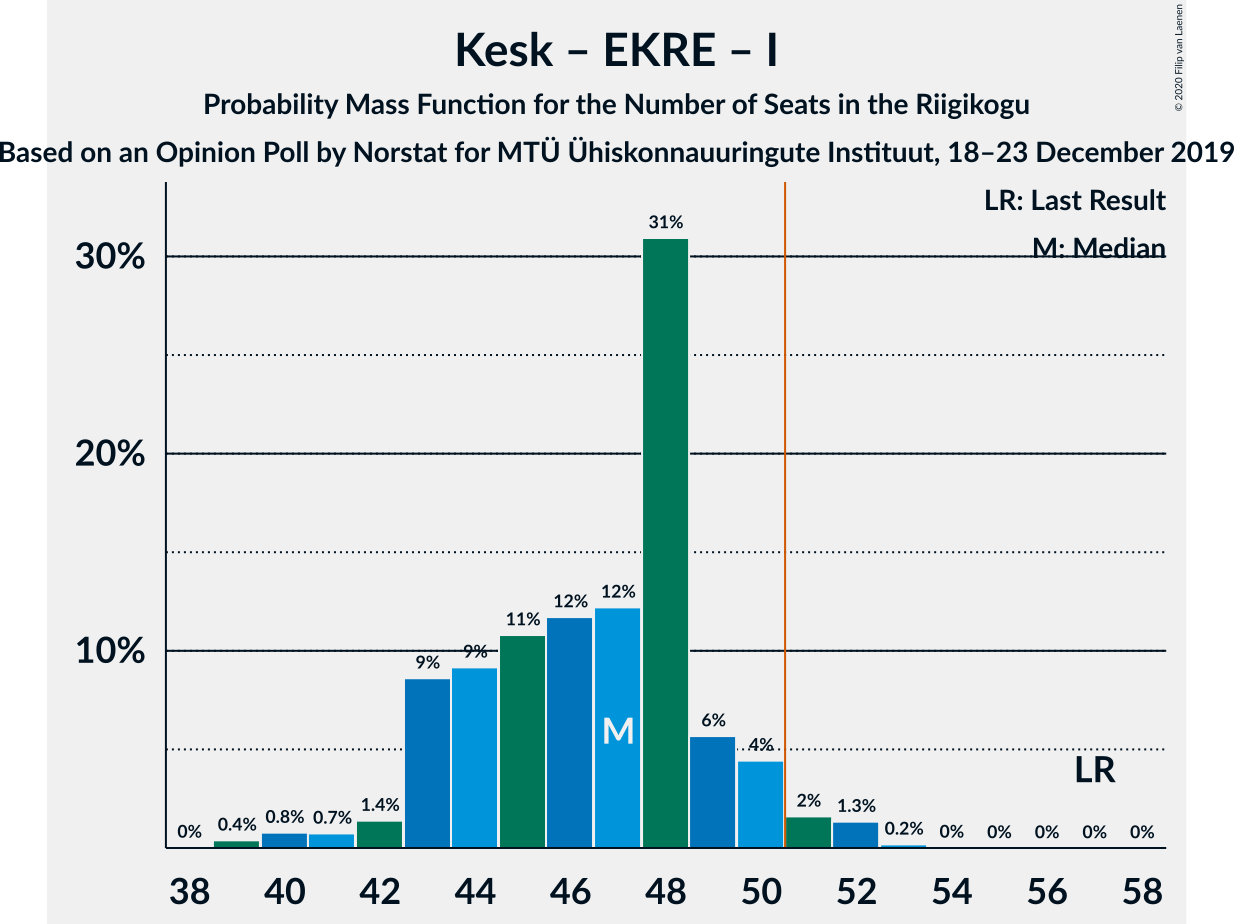 Kesk – EKRE – I
Probability Mass Function for the Number of Seats in the Riigikogu
Based on an Opinion Poll by Norstat for MTÜ Ühiskonnauuringute Instituut, 18–23 December 2019
© 2020 Filip van Laenen
LR: Last Result
M: Median
30%
20%
10%
0% 0.4% 0.8% 0.7% 1.4% 9% 9% 11% 12% 12% 31% 6% 4% 2% 1.3% 0.2% 0% 0% 0% 0% 0%
M
LR
38 40 42 44 46 48 50 52 54 56 58